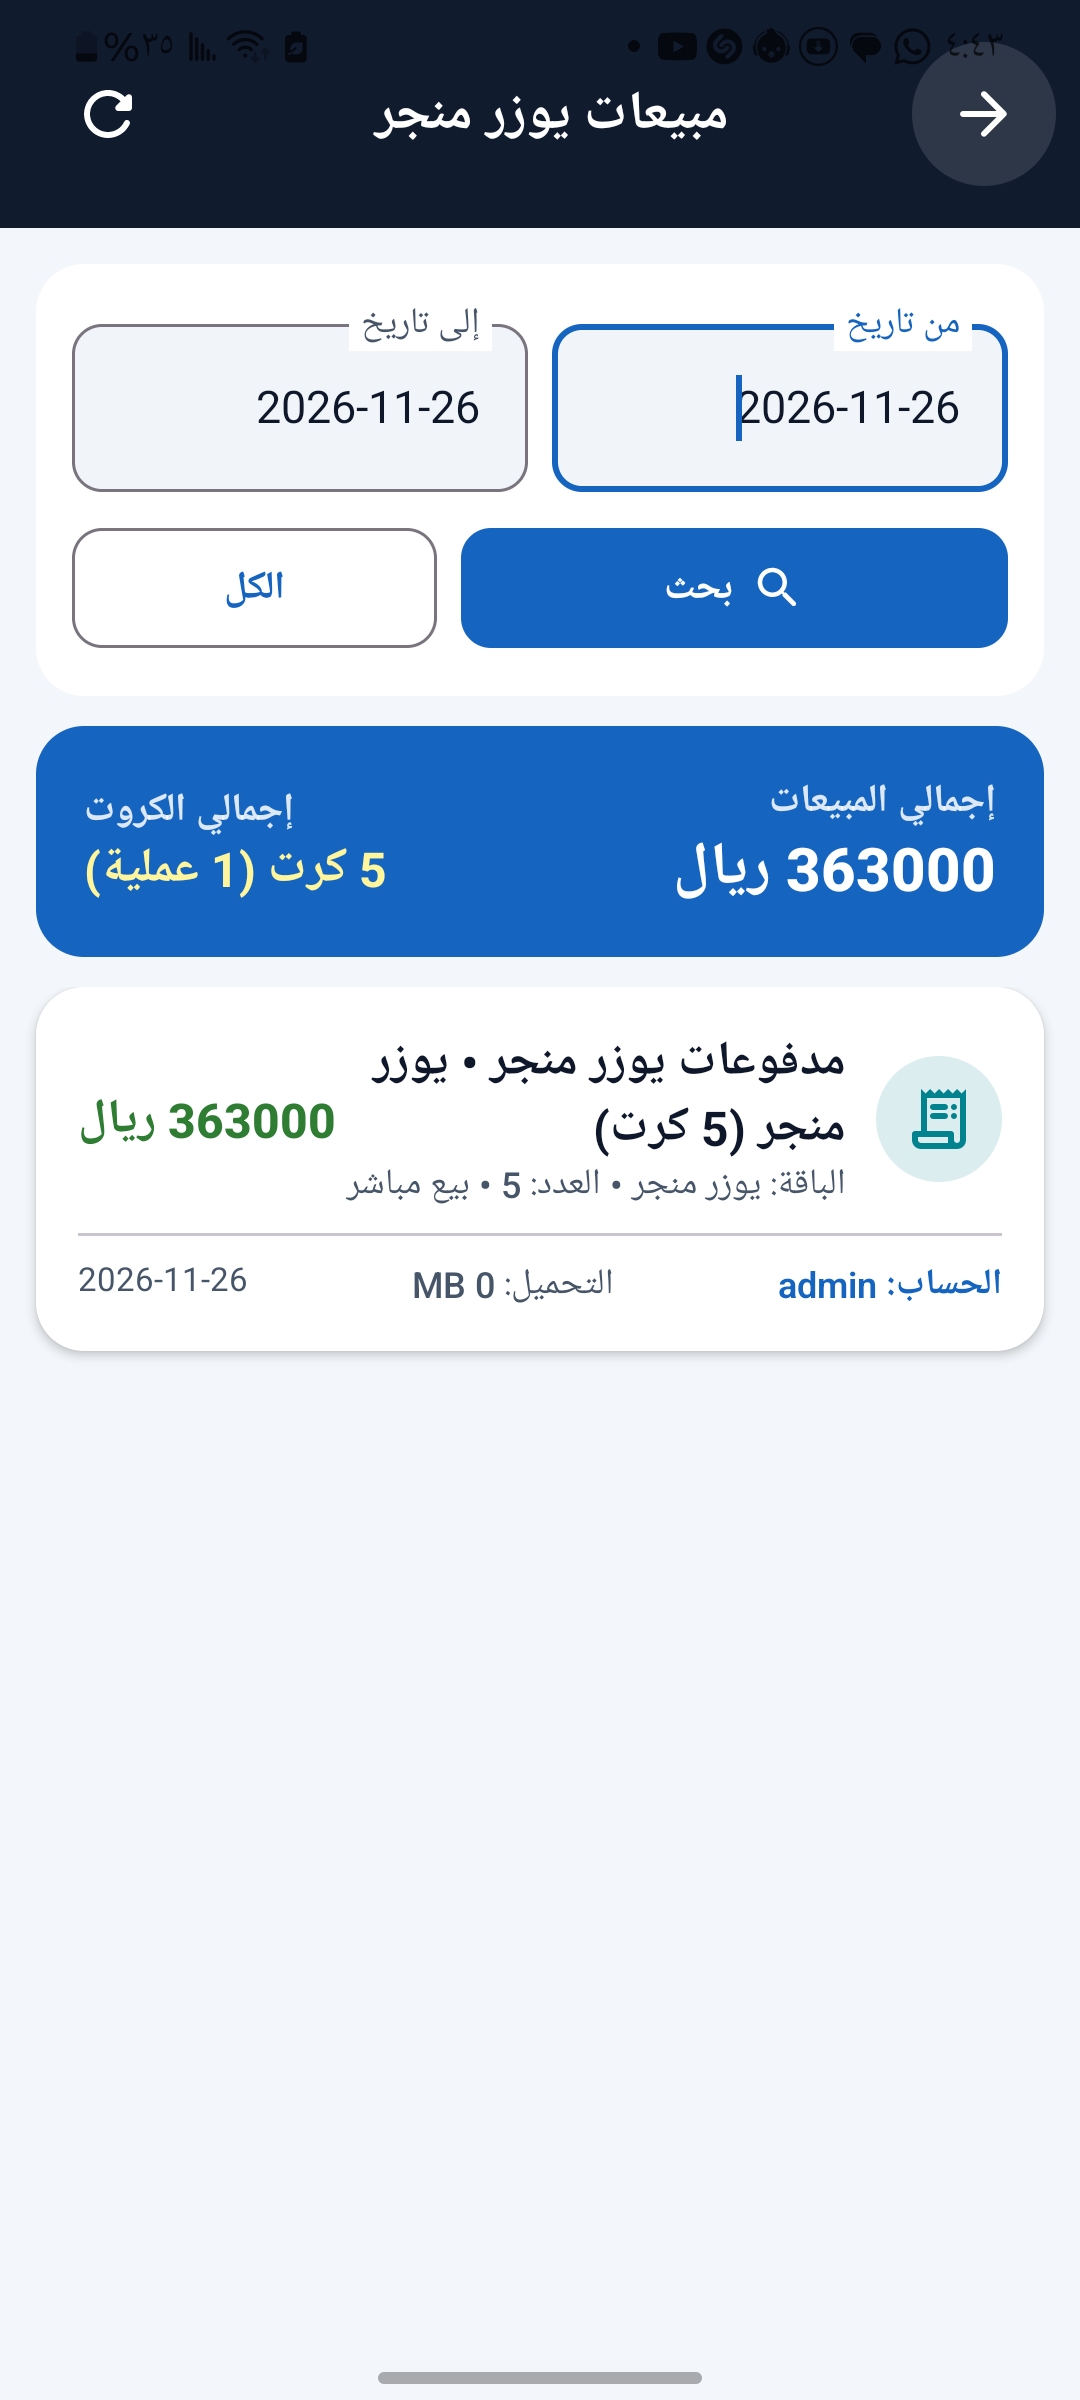 ٤:٤٣
%٣٥
مبيعات يوزر منجر
من تاريخ
2026-11-26
إلى تاريخ
2026-11-26
بحث
الكل
إجمالي المبيعات
363000 ريال
إجمالي الكروت
5 كرت (1 عملية)
مدفوعات يوزر منجر • يوزر
منجر (5 كرت)
363000 ريال
الباقة: يوزر منجر • العدد: 5 • بيع مباشر
الحساب: admin
التحميل: 0 MB
2026-11-26